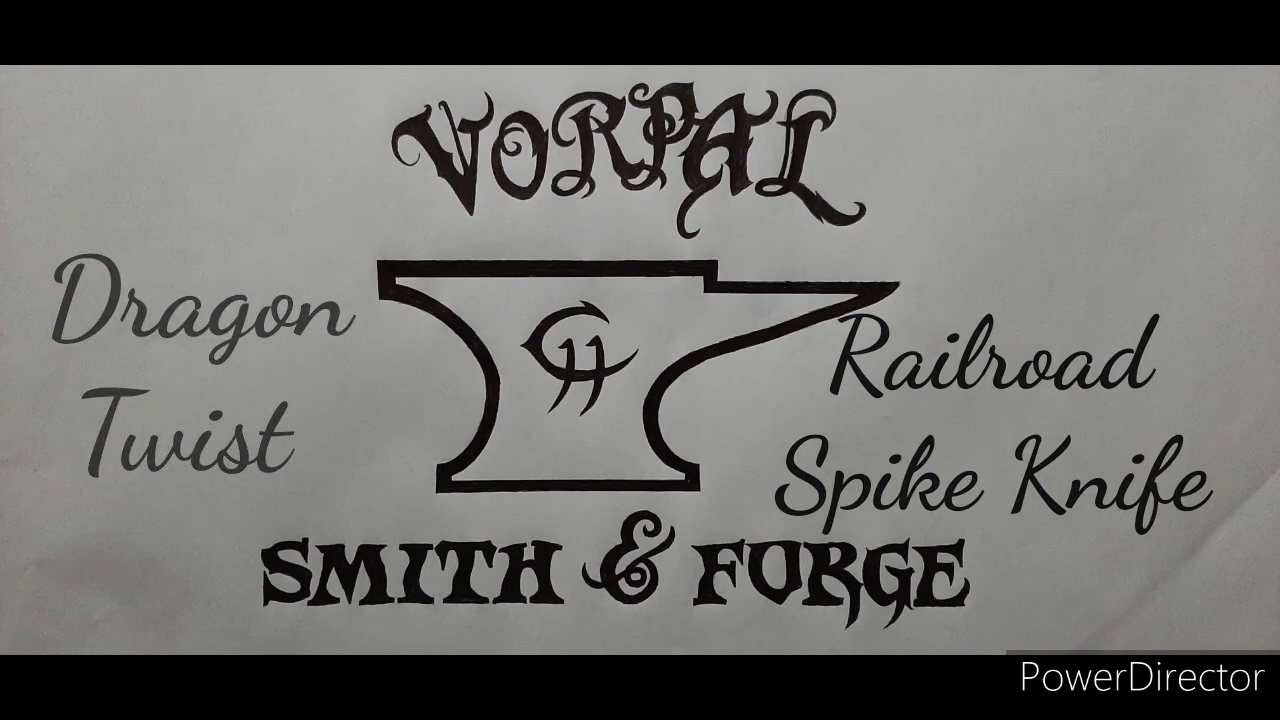 VORPAL
Dragon
Twist
Railroad
Spike Knife
SMITH & FORGE
PowerDirector